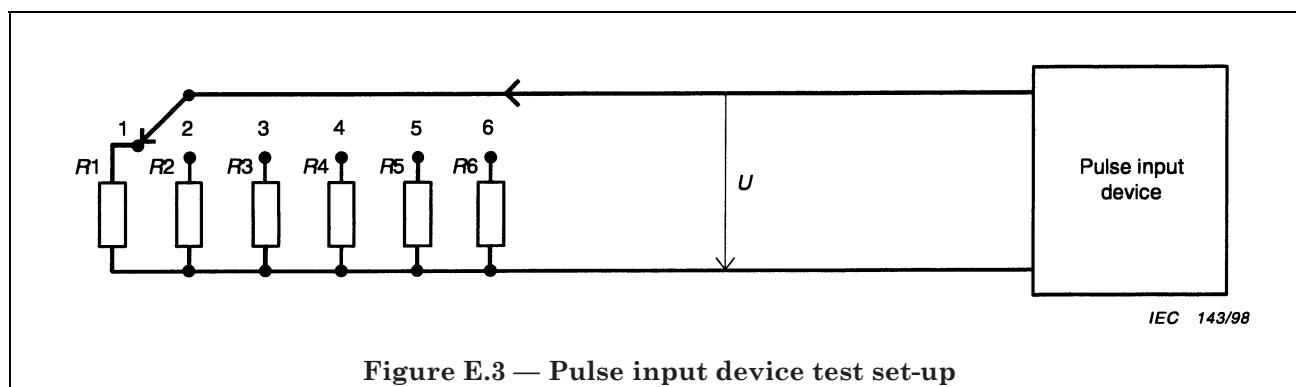 1 2 3 4 5 6
R1 R2 R3 R4 R5 R6
U
Pulse input
device
IEC 143/98
Figure E.3 — Pulse input device test set-up